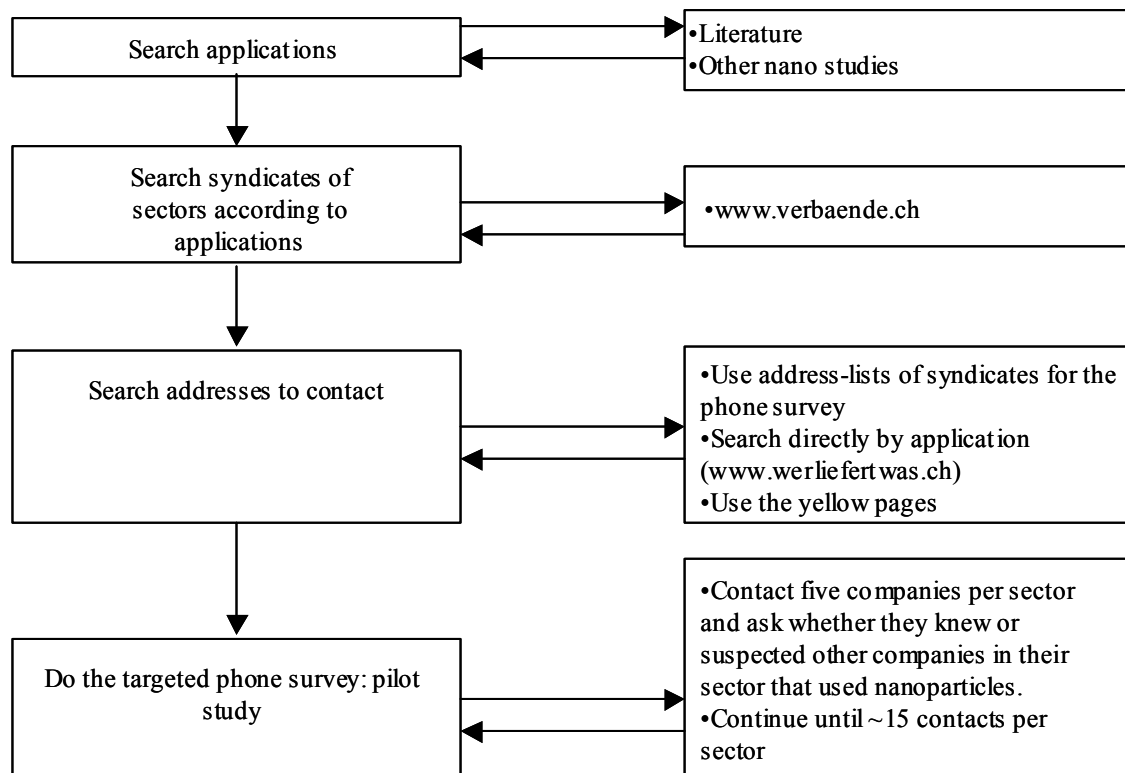 Search applications
•Literature
•Other nano studies
Search syndicates of
sectors according to
applications
•www.verbaende.ch
Search addresses to contact
•Use address-lists of syndicates for the
phone survey
•Search directly by application
(www.werliefertwas.ch)
•Use the yellow pages
Do the targeted phone survey: pilot
study
•Contact five companies per sector
and ask whether they knew or
suspected other companies in their
sector that used nanoparticles.
•Continue until ~15 contacts per
sector